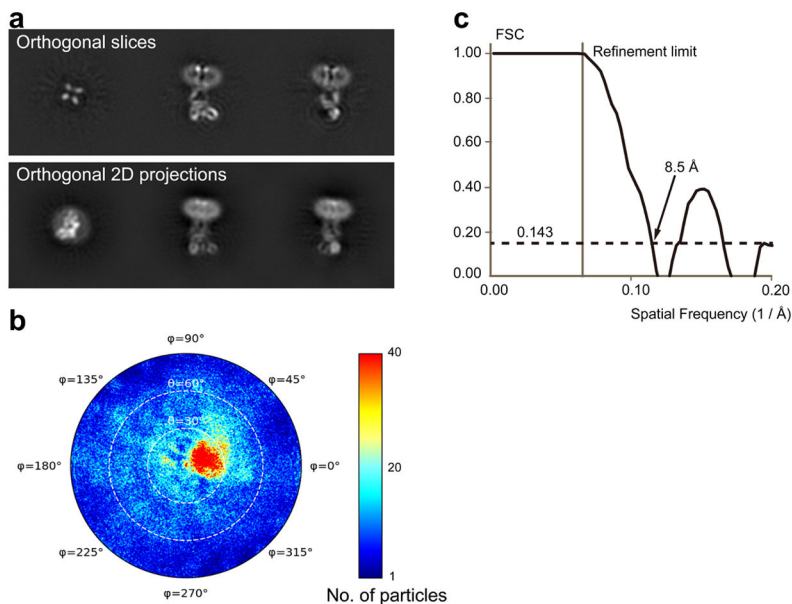 a
Orthogonal slices
Orthogonal 2D projections
b
φ=90°
φ=135°
φ=45°
θ=60°
θ=30°
φ=180°
φ=0°
φ=225°
φ=315°
φ=270°
40
20
1
No. of particles
c
FSC
Refinement limit
1.00
0.80
0.60
0.40
0.20
0.00
8.5 Å
0.143
0.00
0.10
0.20
Spatial Frequency (1 / Å)